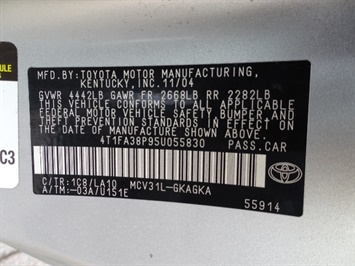 MFD.BY:TOYOTA MOTOR MANUFACTURING,
KENTUCKY,INC.11/04
GVWR 4442LB GAWR FR 2668LB RR 2282LB
THIS VEHICLE CONFORMS TO ALL APPLICABLE
FEDERAL MOTOR VEHICLE SAFETY, BUMPER, AND
THEFT PREVENTION STANDARDS IN EFFECT ON
THE DATE OF MANUFACTURE SHOWN ABOVE.
4T1FA38P95U055830 PASS.CAR
C/TR:1C8/LA10 MCV31L-GKAGKA
A/TM:-03A/U151E
TOYOTA
55914
C3